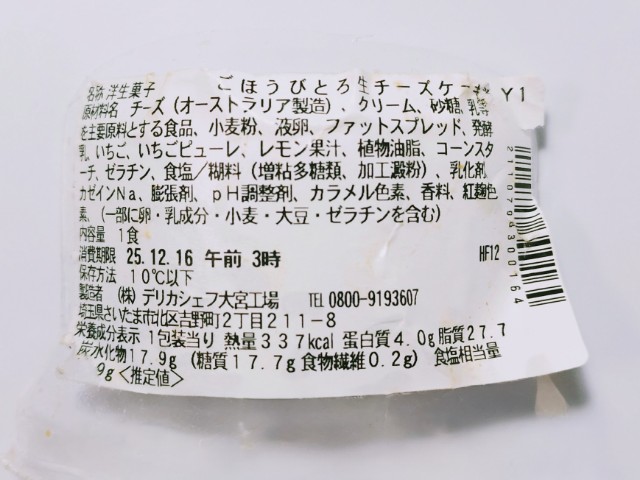 名称 洋生菓子 ごほうびとろ生チーズケーキ Y1
原材料名 チーズ(オーストラリア製造)、クリーム、砂糖、乳等
を主要原料とする食品、小麦粉、液卵、ファットスプレッド、発酵
乳、いちご、いちごピューレ、レモン果汁、植物油脂、コーンスタ
ーチ、ゼラチン、食塩/糊料(増粘多糖類、加工澱粉)、乳化剤、
カゼインNa、膨張剤、pH調整剤、カラメル色素、香料、紅麹色
素、(一部に卵・乳成分・小麦・大豆・ゼラチンを含む)
内容量 1食
消費期限 25.12.16 午前 3時
HF12
保存方法 10℃以下
製造者 (株)デリカシェフ大宮工場 TEL 0800-9193607
埼玉県さいたま市北区吉野町2丁目211-8
栄養成分表示 1包装当り 熱量337kcal 蛋白質4.0g 脂質27.7
炭水化物17.9g (糖質17.7g 食物繊維0.2g) 食塩相当量
9g<推定値>
2110706300164